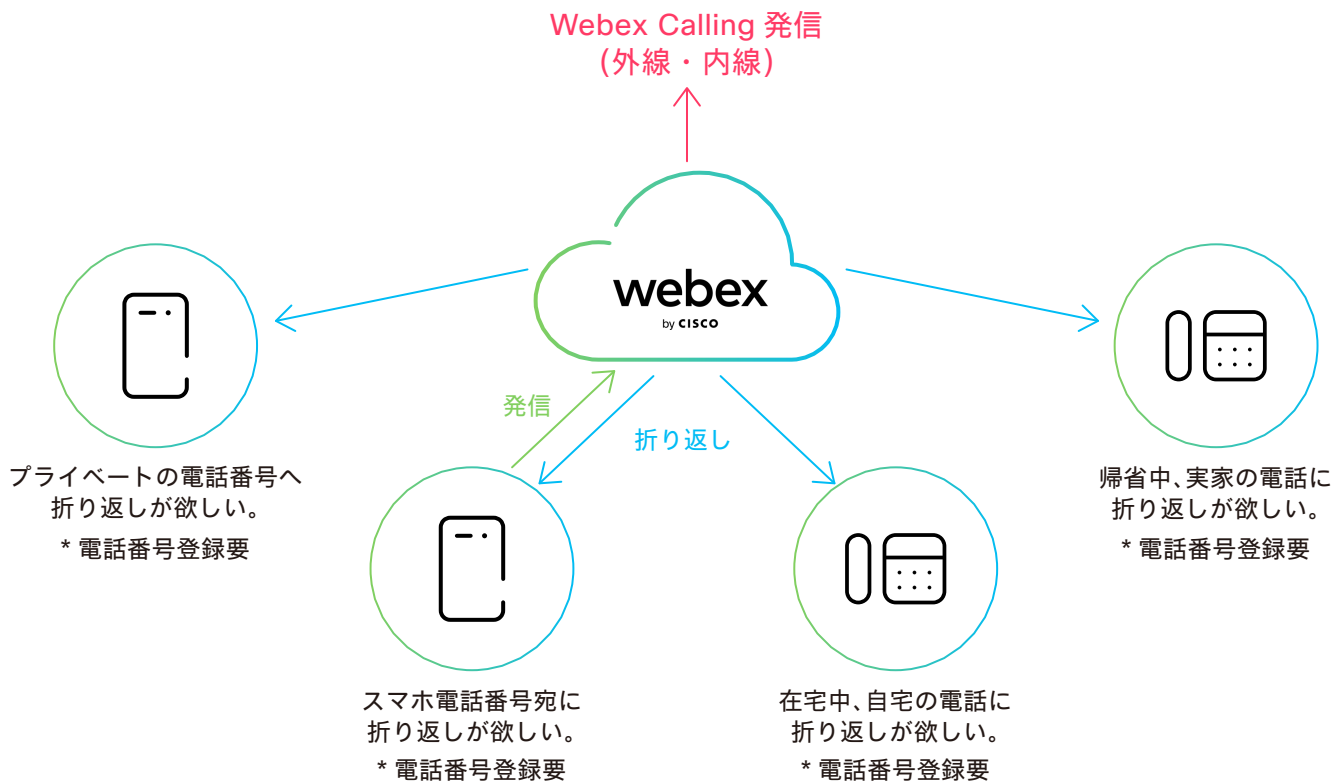 Webex Calling 発信
(外線・内線)
webex
by CISCO
発信
折り返し
プライベートの電話番号へ
折り返しが欲しい。
* 電話番号登録要
スマホ電話番号宛に
折り返しが欲しい。
* 電話番号登録要
在宅中、自宅の電話に
折り返しが欲しい。
* 電話番号登録要
帰省中、実家の電話に
折り返しが欲しい。
* 電話番号登録要